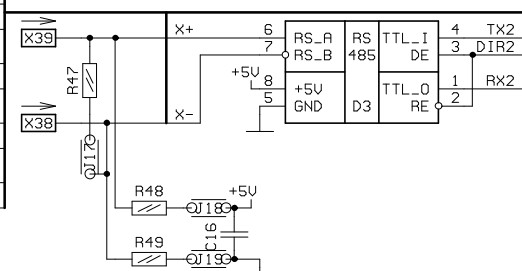 X39 X+ 6 RS_A RS TTL_I 4 TX2
7 RS_B 485 DE 3 DIR2
R47 +5V 8 +5V TTL_O 1 RX2
X38 X- 5 GND D3 RE 2
J17
R48 J18 +5V
C16
R49 J19